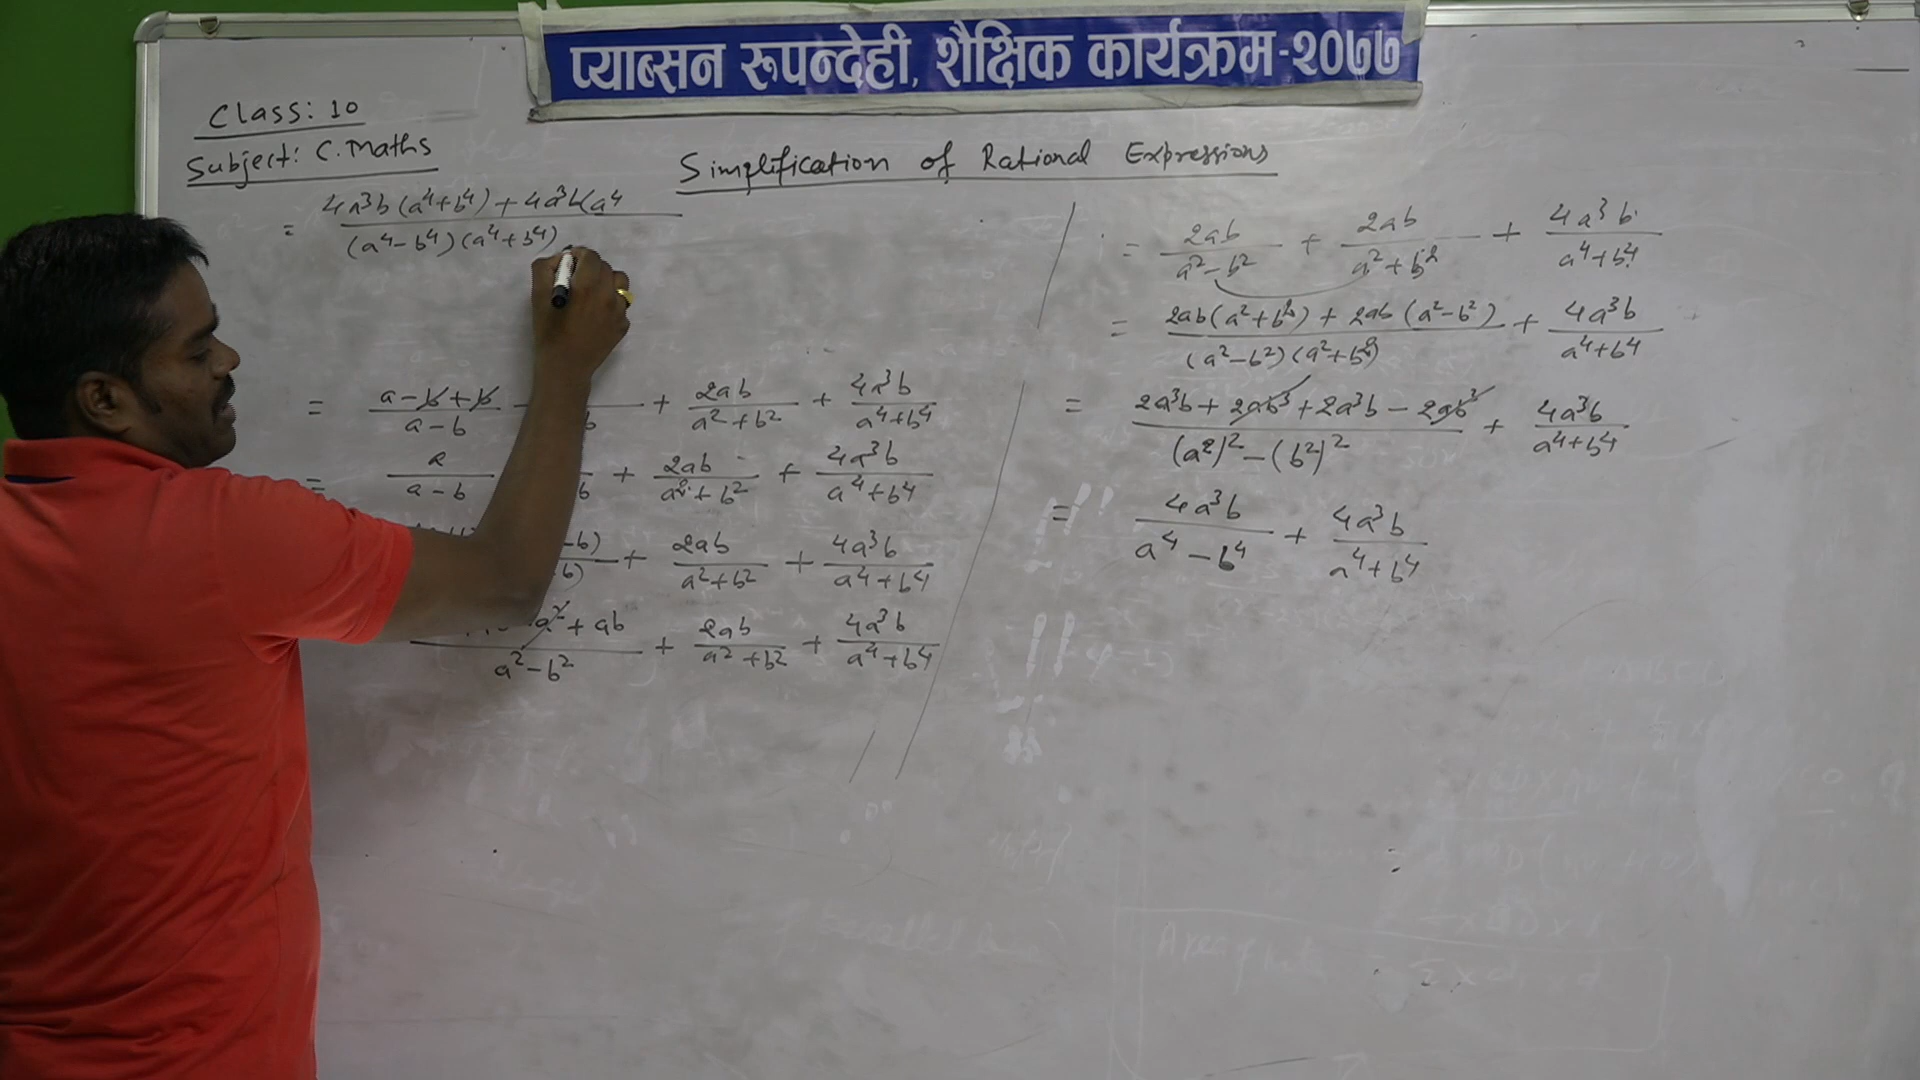 प्याब्सन रुपन्देही, शैक्षिक कार्यक्रम-२०७७
Class: 10
Subject: C. Maths
Simplification of Rational Expressions
= 4a³b(a⁴+b⁴) + 4a³b(a⁴
(a⁴-b⁴)(a⁴+b⁴)
= a-b+b/a-b + 2ab/a²+b² + 4a³b/a⁴+b⁴
= a/a-b + 2ab/a²+b² + 4a³b/a⁴+b⁴
-b) + 2ab/a²+b² + 4a³b/a⁴+b⁴
a² + ab/a²-b² + 2ab/a²+b² + 4a³b/a⁴+b⁴
= 2ab/a²-b² + 2ab/a²+b² + 4a³b/a⁴+b⁴
= 2ab(a²+b²) + 2ab(a²-b²)/(a²-b²)(a²+b²) + 4a³b/a⁴+b⁴
= 2a³b + 2ab³ + 2a³b - 2ab³/(a²)² - (b²)² + 4a³b/a⁴+b⁴
= 4a³b/a⁴-b⁴ + 4a³b/a⁴+b⁴